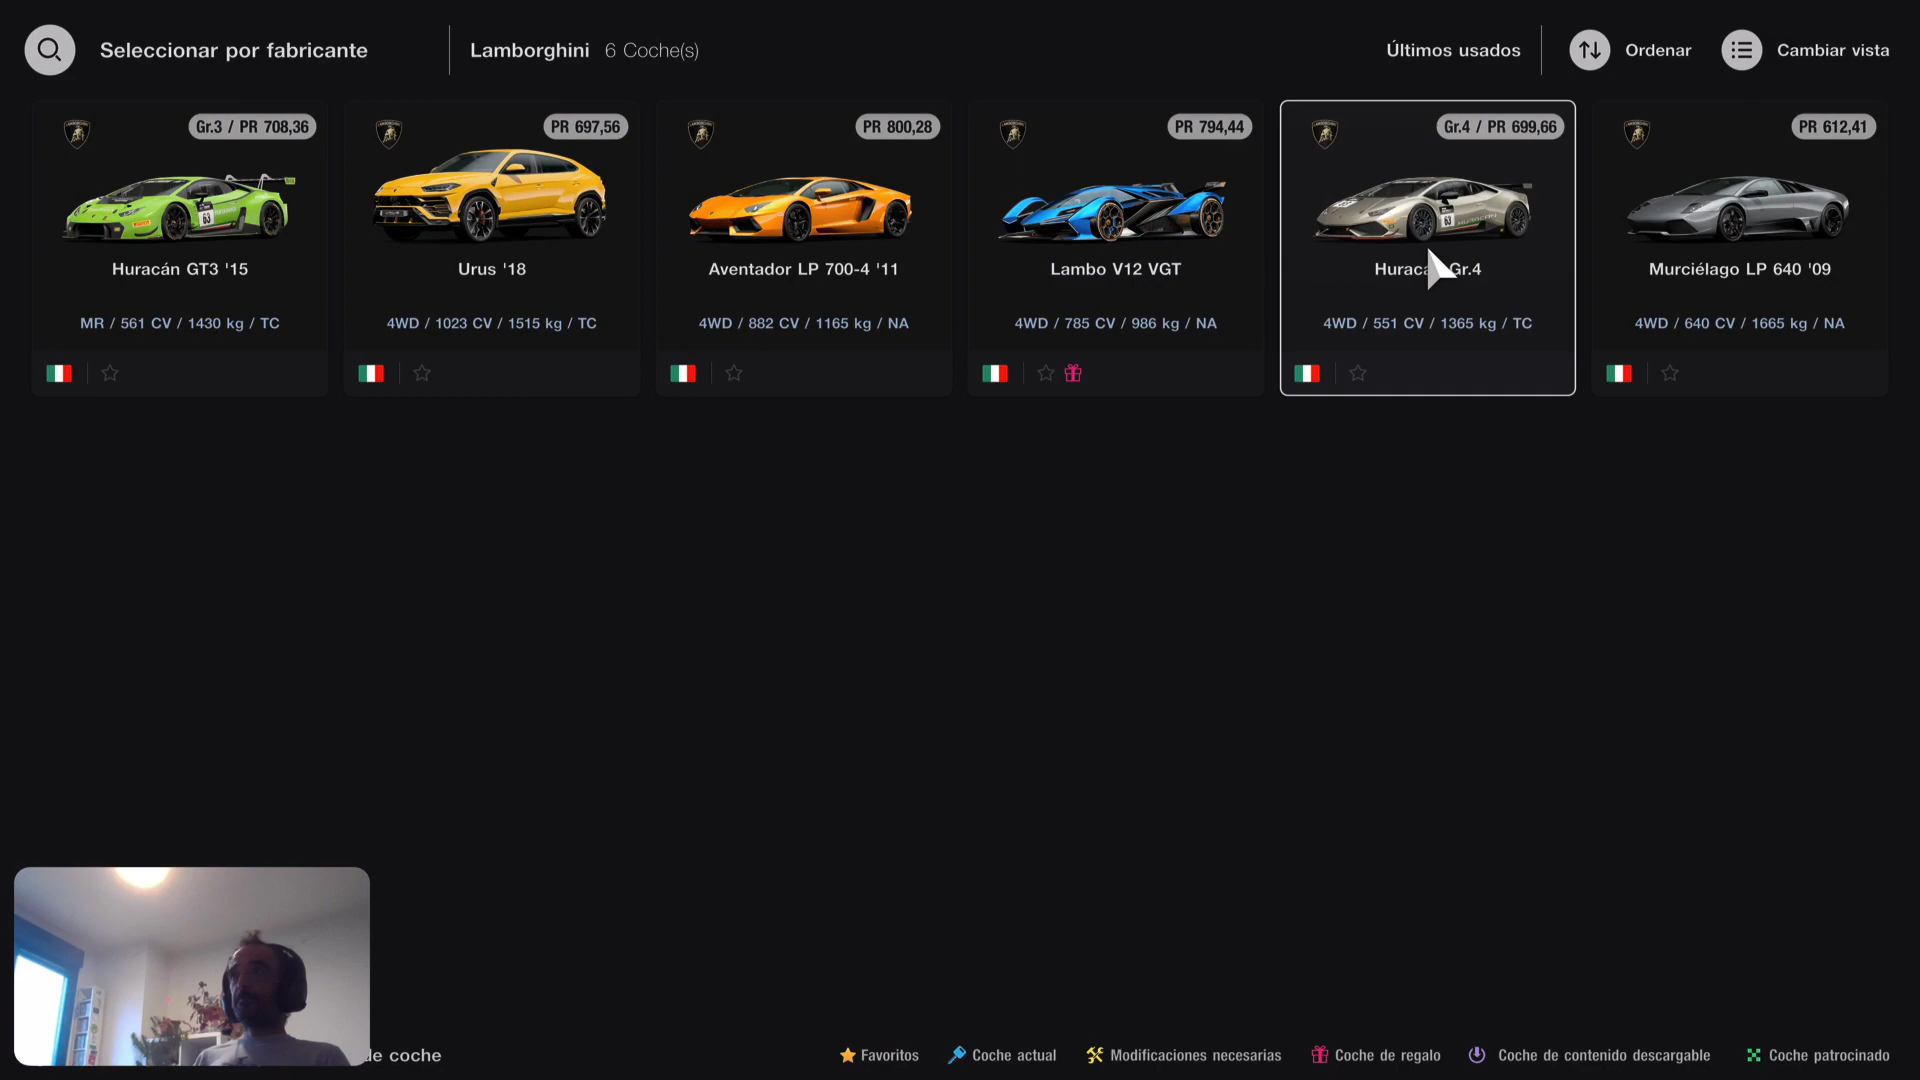 Seleccionar por fabricante
Lamborghini 6 Coche(s)
Últimos usados
Ordenar
Cambiar vista
Gr.3 / PR 708,36
Huracán GT3 '15
MR / 561 CV / 1430 kg / TC
PR 697,56
Urus '18
4WD / 1023 CV / 1515 kg / TC
PR 800,28
Aventador LP 700-4 '11
4WD / 882 CV / 1165 kg / NA
PR 794,44
Lambo V12 VGT
4WD / 785 CV / 986 kg / NA
Gr.4 / PR 699,66
Gr.4
4WD / 551 CV / 1365 kg / TC
PR 612,41
Murciélago LP 640 '09
4WD / 640 CV / 1665 kg / NA
de coche
Favoritos
Coche actual
Modificaciones necesarias
Coche de regalo
Coche de contenido descargable
Coche patrocinado